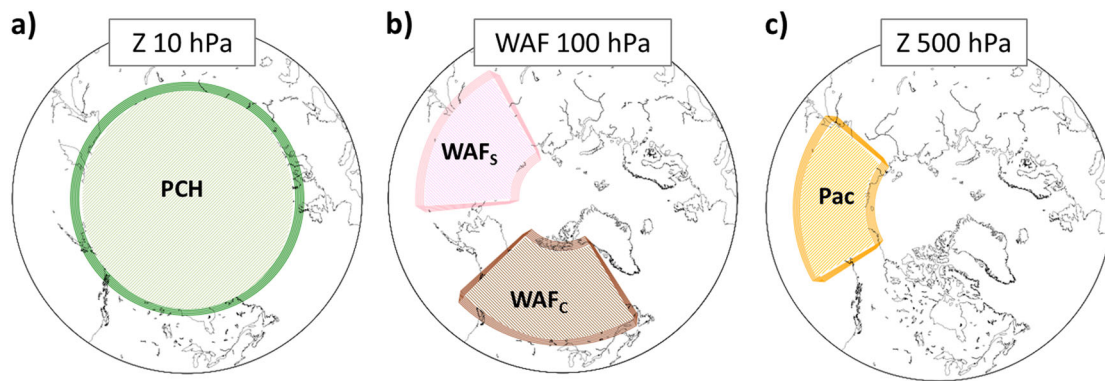 a)
Z 10 hPa
PCH
b)
WAF 100 hPa
WAFS
WAFC
c)
Z 500 hPa
Pac